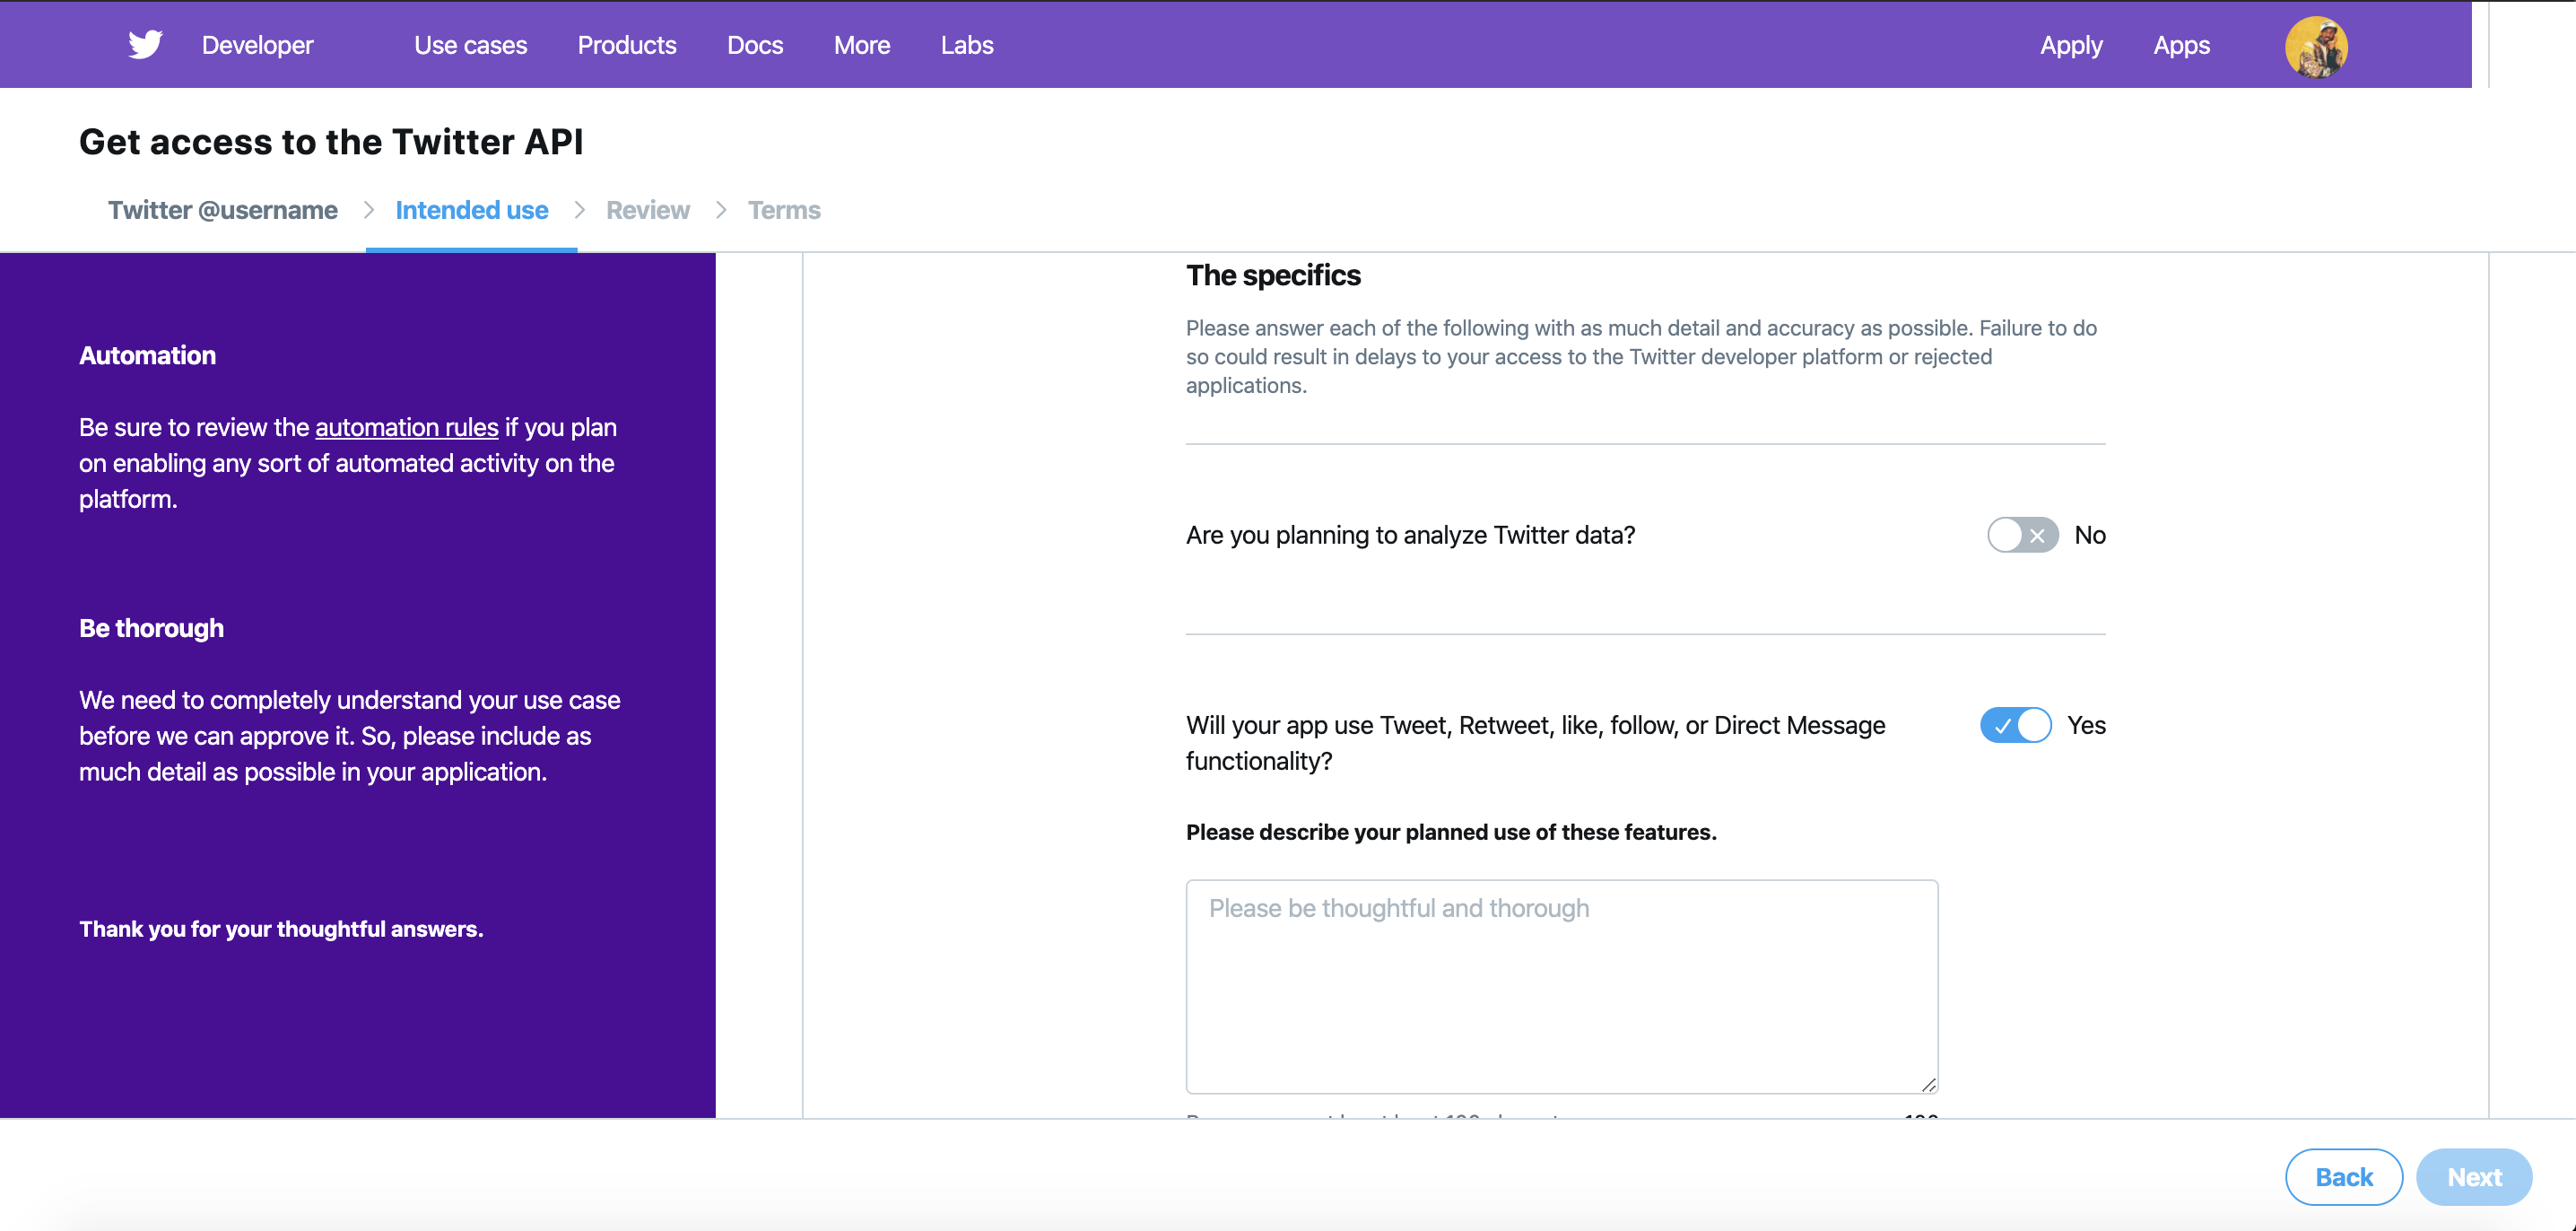 Developer Use cases Products Docs More Labs Apply Apps
Get access to the Twitter API
Twitter @username Intended use Review Terms
Automation
Be sure to review the automation rules if you plan
on enabling any sort of automated activity on the
platform.
Be thorough
We need to completely understand your use case
before we can approve it. So, please include as
much detail as possible in your application.
Thank you for your thoughtful answers.
The specifics
Please answer each of the following with as much detail and accuracy as possible. Failure to do
so could result in delays to your access to the Twitter developer platform or rejected
applications.
Are you planning to analyze Twitter data? No
Will your app use Tweet, Retweet, like, follow, or Direct Message Yes
functionality?
Please describe your planned use of these features.
Please be thoughtful and thorough
Back Next